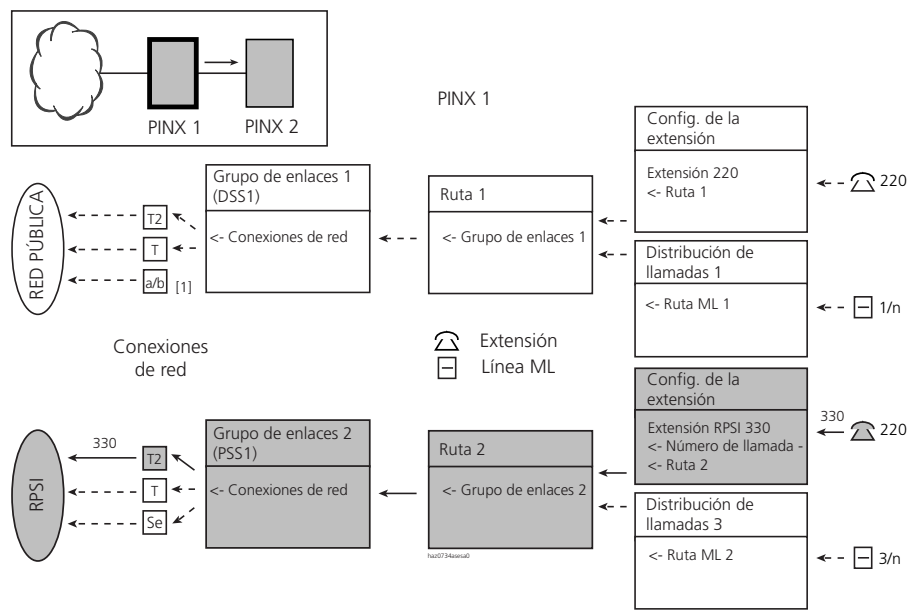 PINX 1
PINX 2
PINX 1
Config. de la
extensión
Extensión 220
<- Ruta 1
220
Grupo de enlaces 1
(DSS1)
<- Conexiones de red
Ruta 1
<- Grupo de enlaces 1
RED PÚBLICA
T2
T
a/b
[1]
Distribución de
llamadas 1
<- Ruta ML 1
1/n
Conexiones
de red
Extensión
Línea ML
Config. de la
extensión
Extensión RPSI 330
<- Número de llamada -
<- Ruta 2
330
220
Grupo de enlaces 2
(PSS1)
<- Conexiones de red
Ruta 2
<- Grupo de enlaces 2
RPSI
330
T2
T
Se
haz0734asesa0
Distribución de
llamadas 3
<- Ruta ML 2
3/n